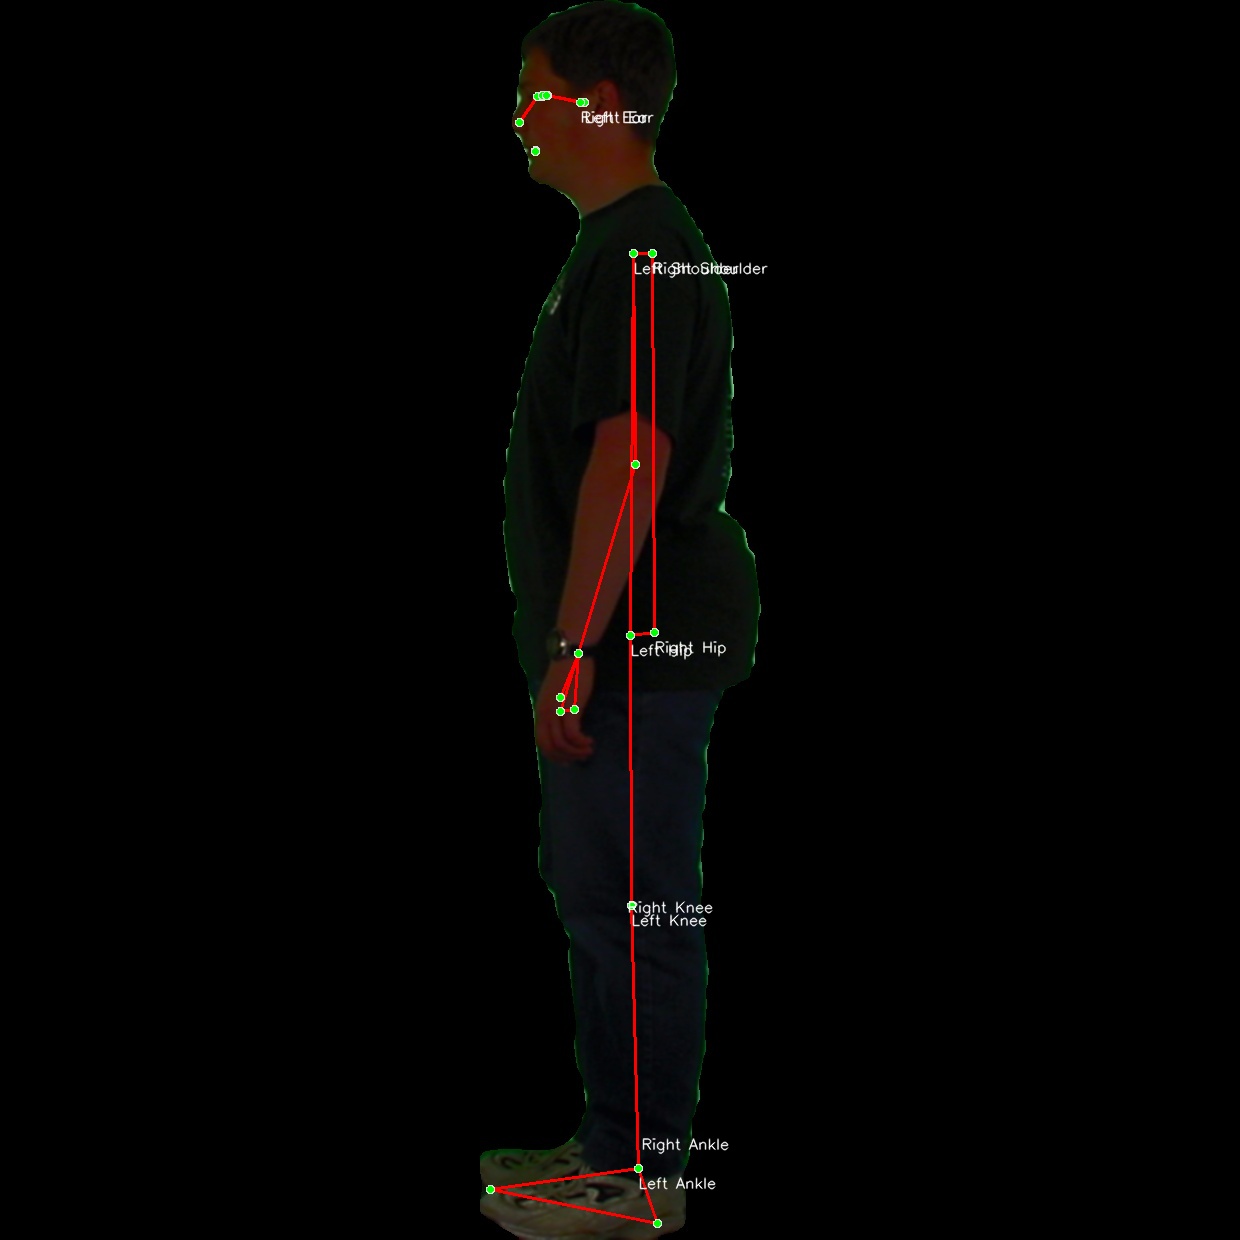 Right Ear
Left Ear
Left Shoulder
Right Shoulder
Left Hip
Right Hip
Right Knee
Left Knee
Right Ankle
Left Ankle